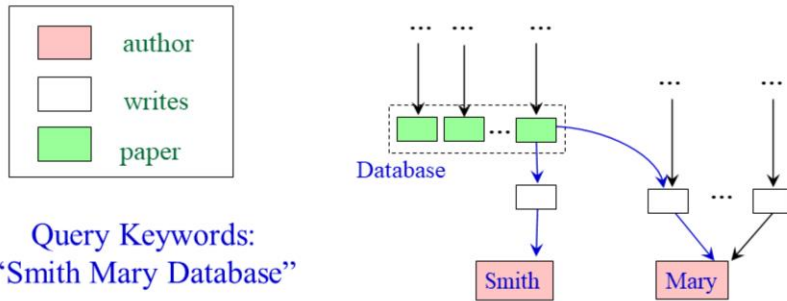 author
writes
paper
Query Keywords:
“Smith Mary Database”
... ... ...
... ...
...
Database
...
Smith
Mary